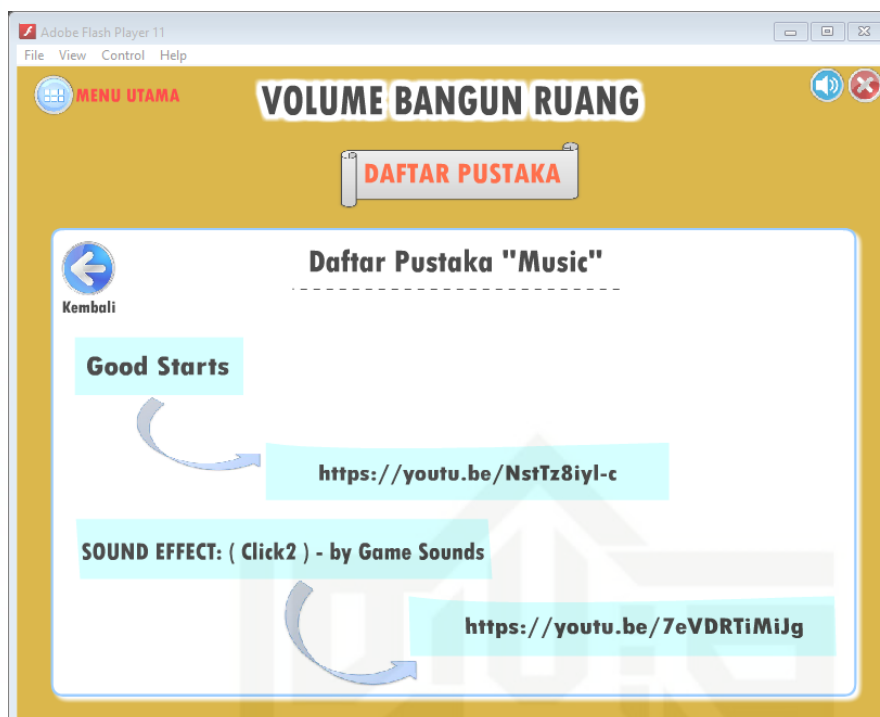 Adobe Flash Player 11
File View Control Help
MENU UTAMA
VOLUME BANGUN RUANG
DAFTAR PUSTAKA
Daftar Pustaka "Music"
Kembali
Good Starts
https://youtu.be/NstTz8iyl-c
SOUND EFFECT: ( Click2 ) - by Game Sounds
https://youtu.be/7eVDRTiMiJg